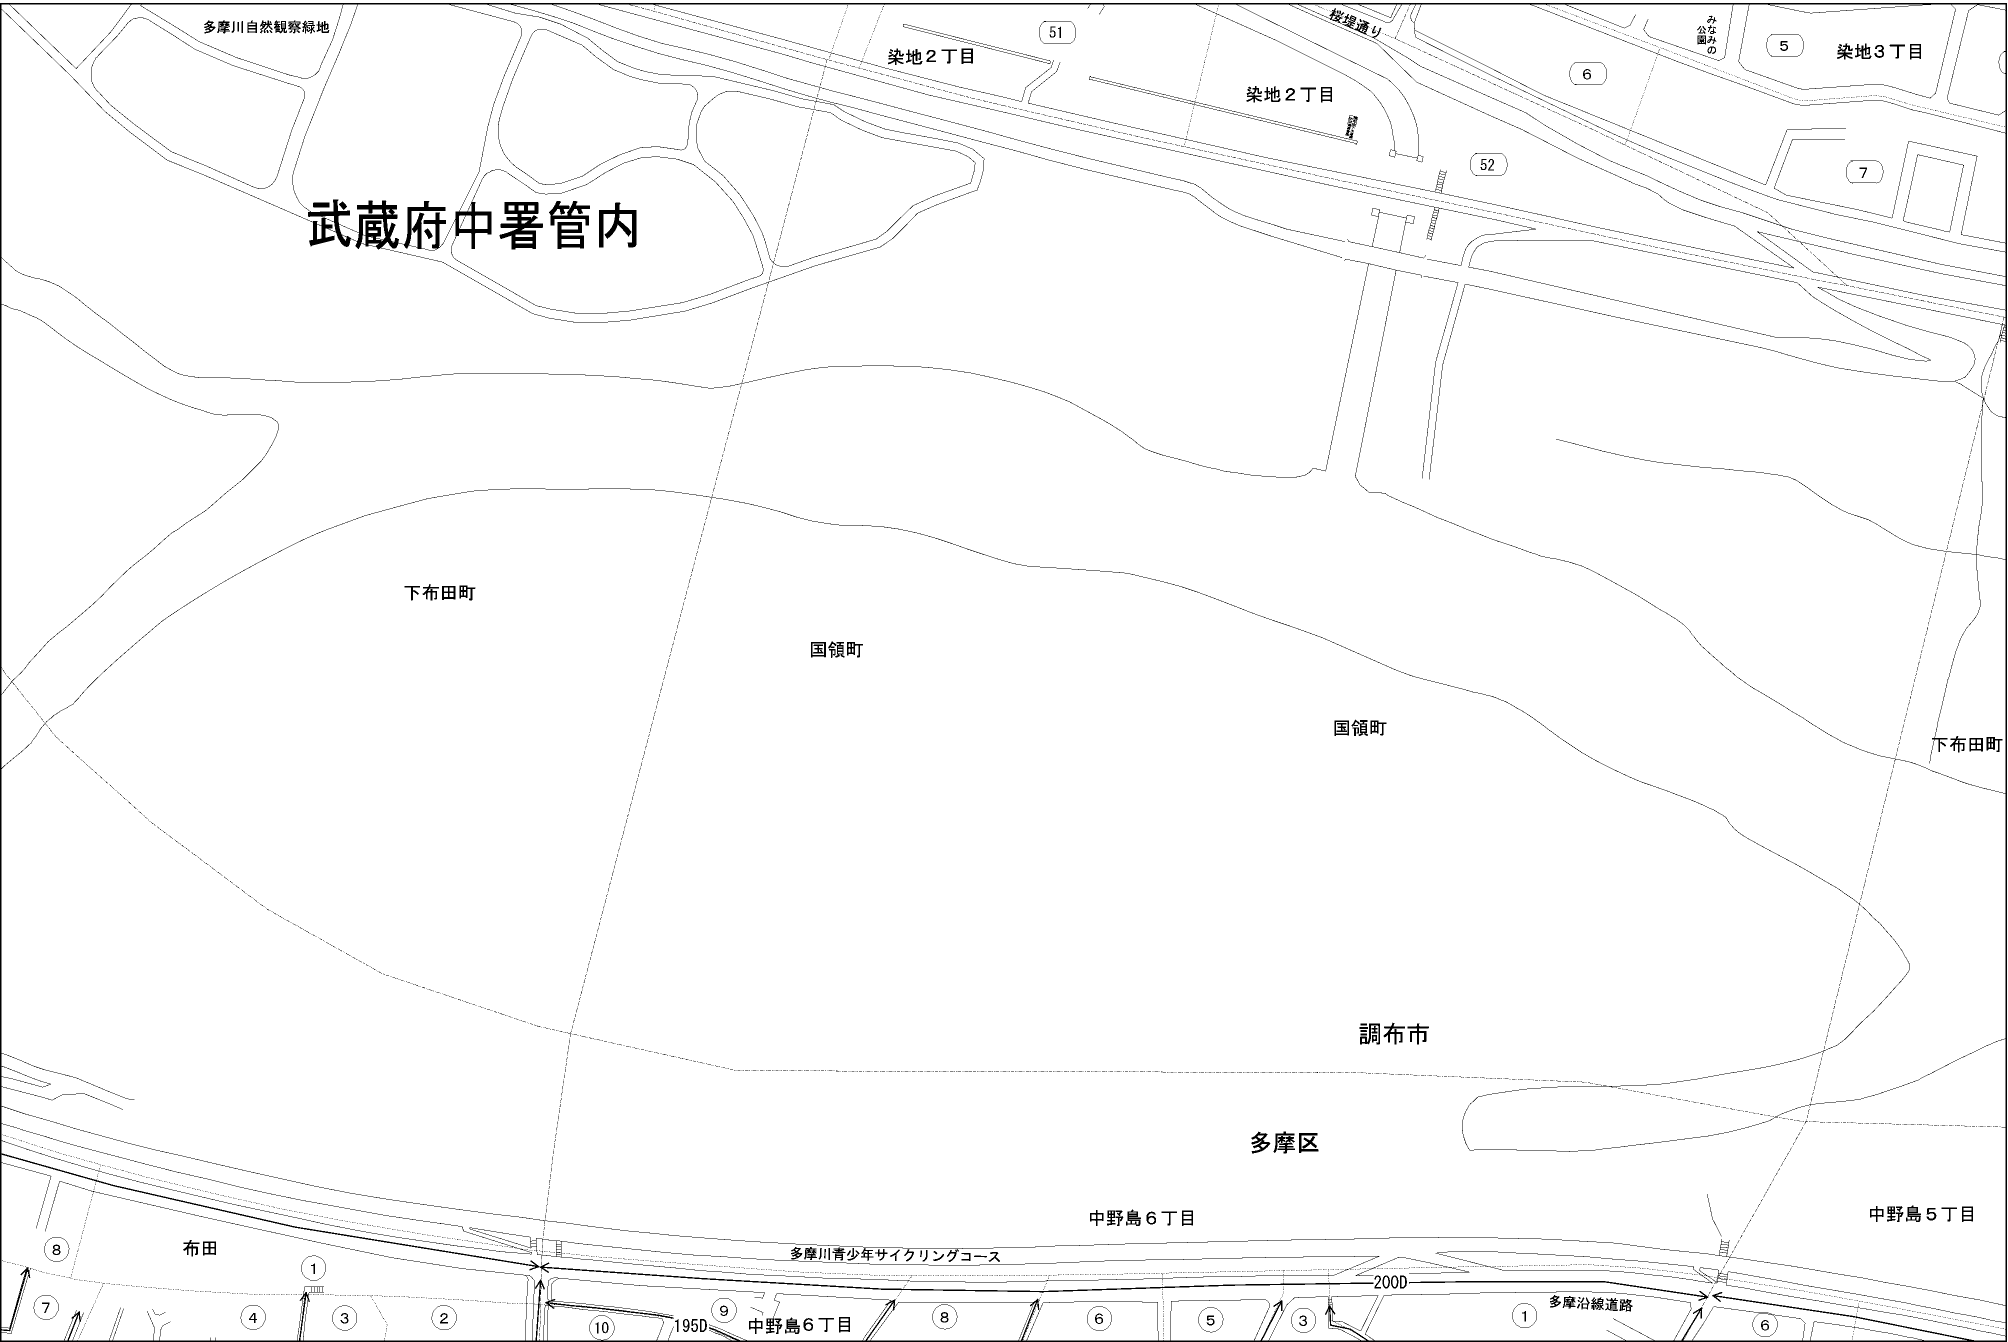 多摩川自然観察緑地
51
桜堤通り
みなみの
公園
5
染地３丁目
染地２丁目
6
染地２丁目
52
7
武蔵府中署管内
下布田町
国領町
国領町
下布田町
調布市
多摩区
中野島６丁目
中野島５丁目
8
布田
多摩川青少年サイクリングコース
1
200D
7
4
3
2
10
195D
9
中野島６丁目
8
6
5
3
1
多摩沿線道路
6